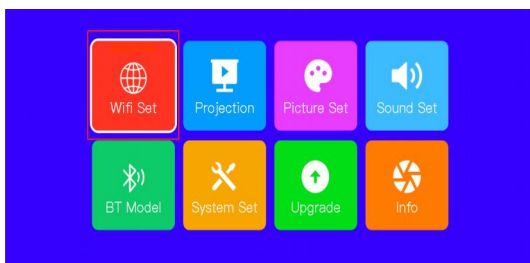 Wifi Set
Projection
Picture Set
Sound Set
BT Model
System Set
Upgrade
Info